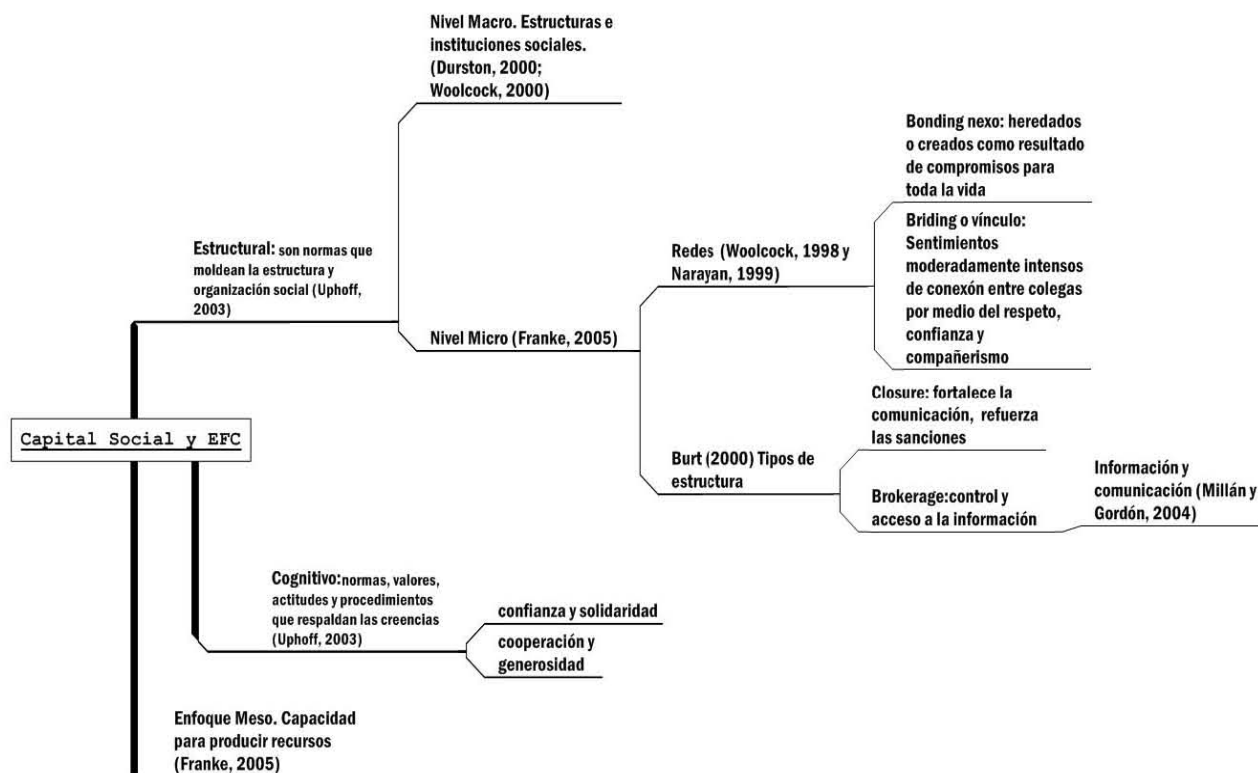 Nivel Macro. Estructuras e
instituciones sociales.
(Durston, 2000;
Woolcock, 2000)
Bonding nexo: heredados
o creados como resultado
de compromisos para
toda la vida
Estructural: son normas que
moldean la estructura y
organización social (Uphoff,
2003)
Redes (Woolcock, 1998 y
Narayan, 1999)
Briding o vínculo:
Sentimientos
moderadamente intensos
de conexón entre colegas
por medio del respeto,
confianza y
compañerismo
Nivel Micro (Franke, 2005)
Capital Social y EFC
Closure: fortalece la
comunicación, refuerza
las sanciones
Burt (2000) Tipos de
estructura
Brokerage:control y
acceso a la información
Información y
comunicación (Millán y
Gordón, 2004)
Cognitivo:normas, valores,
actitudes y procedimientos
que respaldan las creencias
(Uphoff, 2003)
confianza y solidaridad
cooperación y
generosidad
Enfoque Meso. Capacidad
para producir recursos
(Franke, 2005)